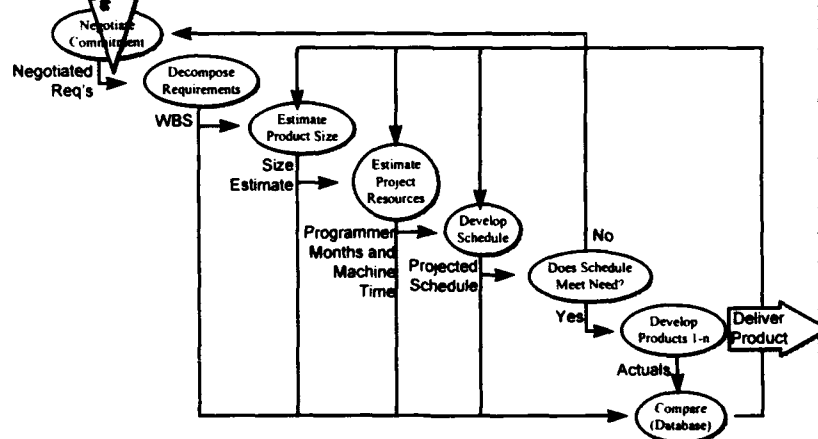 Negotiate
Commitment
Negotiated
Req's
Decompose
Requirements
WBS
Estimate
Product Size
Size
Estimate
Estimate
Project
Resources
Programmer
Months and
Machine
Time
Develop
Schedule
Projected
Schedule
No
Does Schedule
Meet Need?
Yes
Develop
Products 1-n
Deliver
Product
Actuals
Compare
(Database)